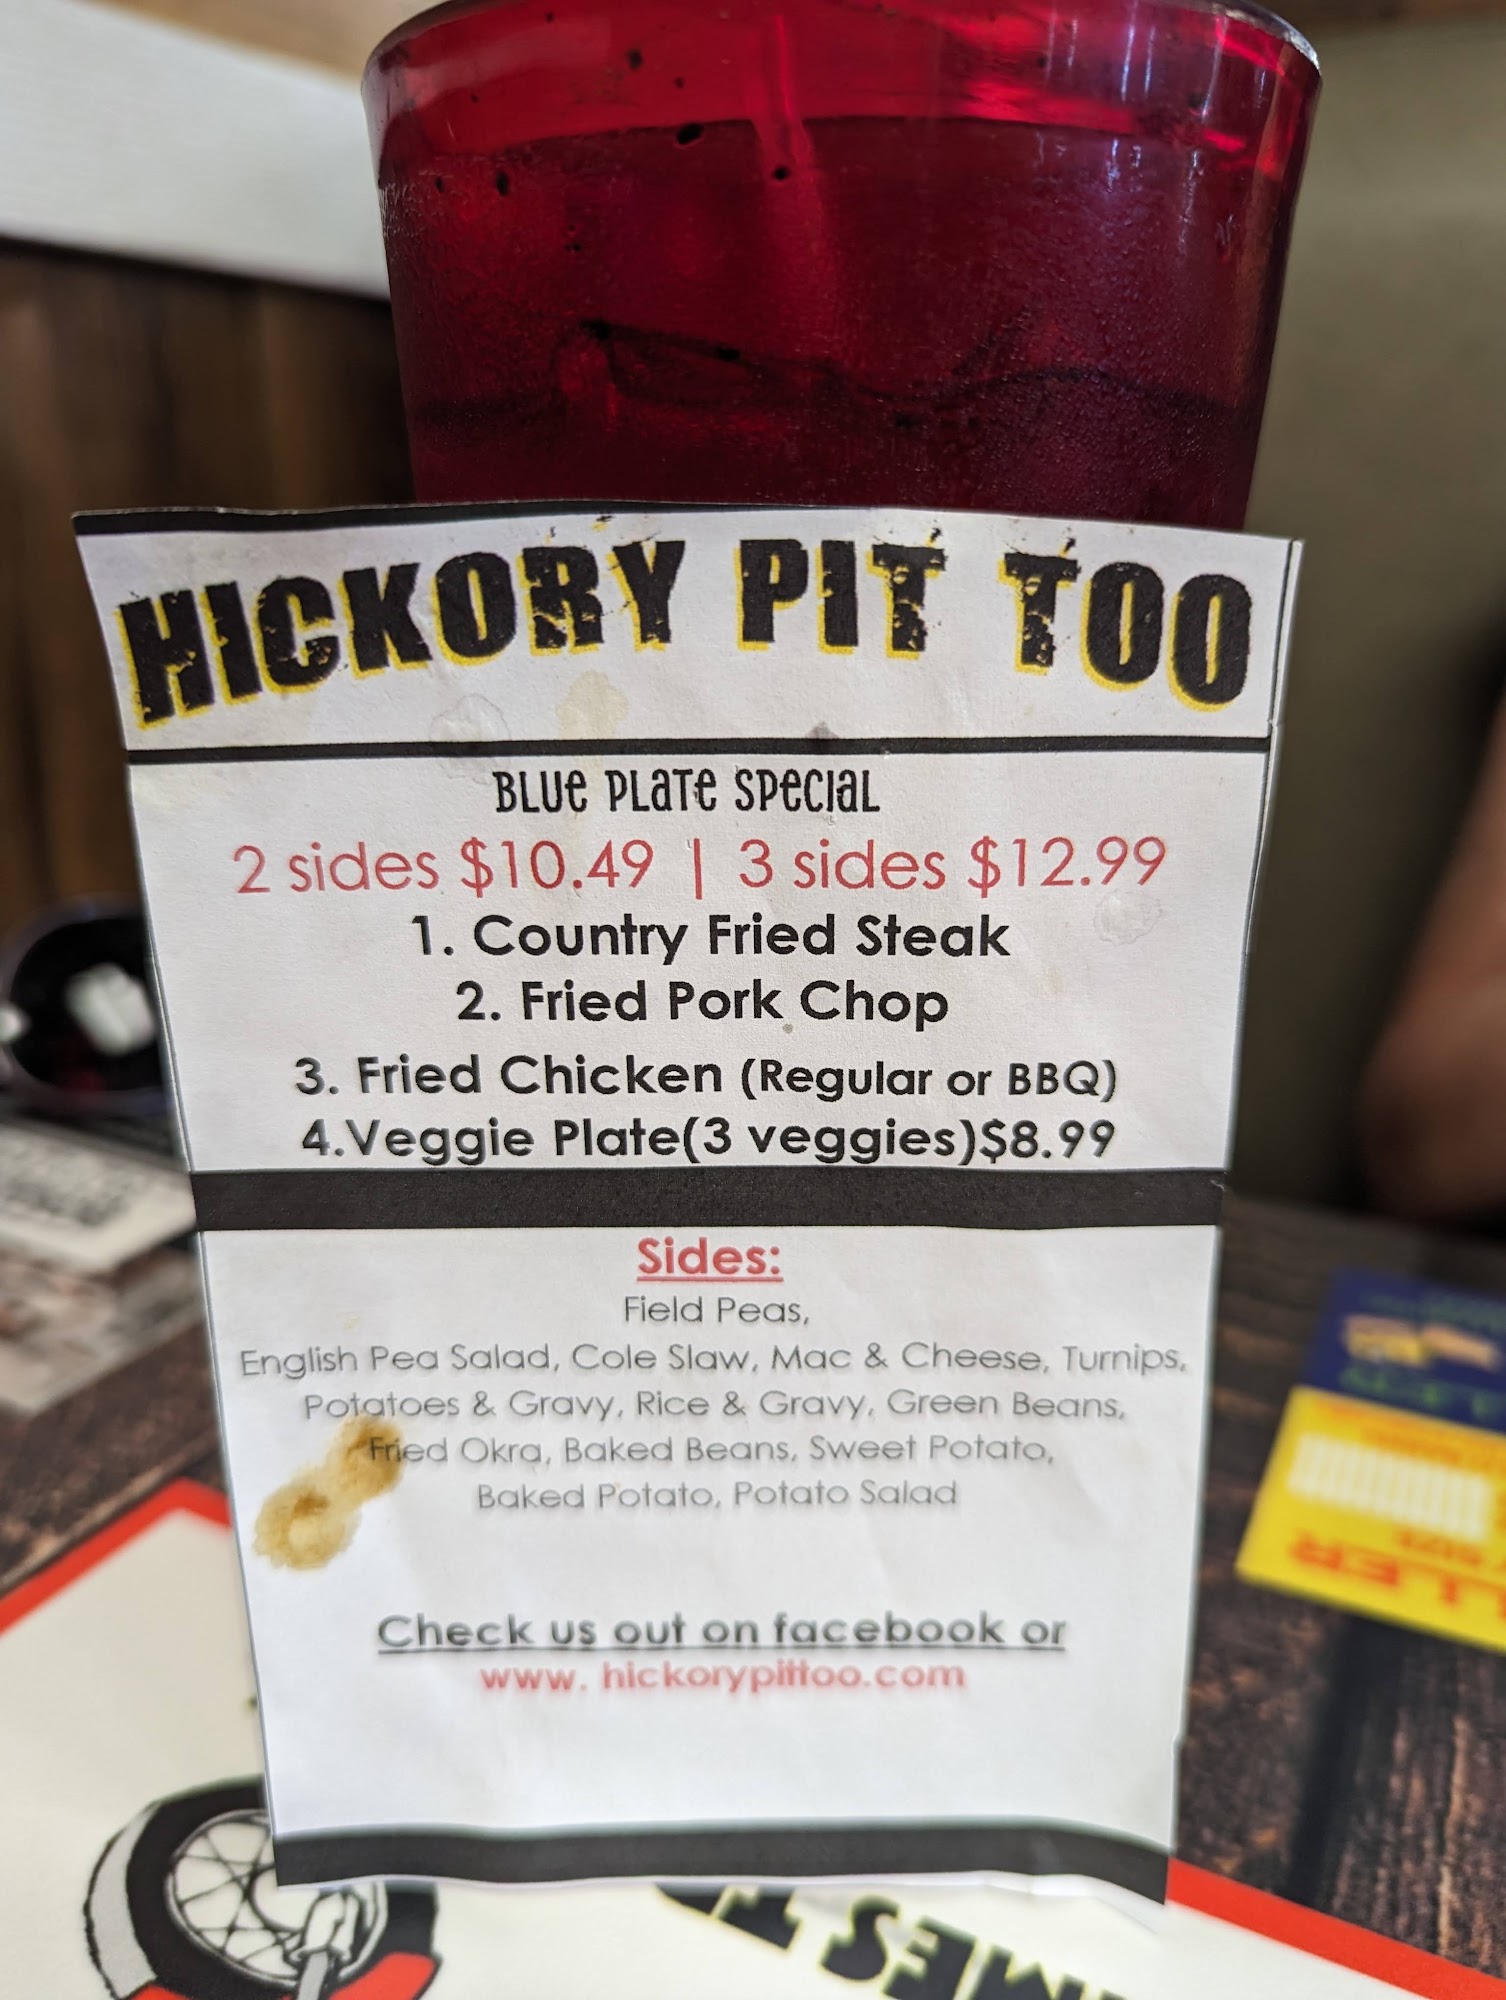 HICKORY PIT TOO
BLUE PLATE SPECIAL
2 sides $10.49 | 3 sides $12.99
1. Country Fried Steak
2. Fried Pork Chop
3. Fried Chicken (Regular or BBQ)
4.Veggie Plate(3 veggies)$8.99
Sides:
Field Peas,
English Pea Salad, Cole Slaw, Mac & Cheese, Turnips,
Potatoes & Gravy, Rice & Gravy, Green Beans,
Fried Okra, Baked Beans, Sweet Potato,
Baked Potato, Potato Salad
Check us out on facebook or
www. hickorypittoo.com